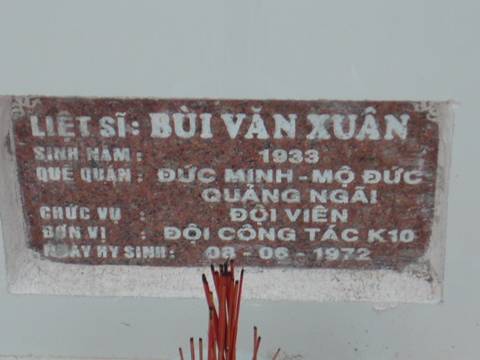 LIỆT SĨ: BÙI VĂN XUÂN
SINH NĂM : 1933
QUÊ QUÁN : ĐỨC MINH - MỘ ĐỨC
QUẢNG NGÃI
CHỨC VỤ : ĐỘI VIÊN
ĐƠN VỊ : ĐỘI CÔNG TÁC K10
NGÀY HY SINH : 08 - 06 - 1972